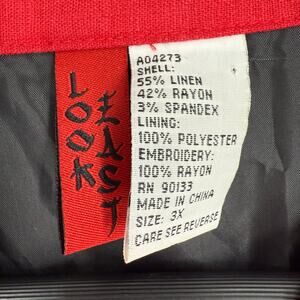 LOOK
EAST
A04273
SHELL:
55% LINEN
42% RAYON
3% SPANDEX
LINING:
100% POLYESTER
EMBROIDERY:
100% RAYON
RN 90133
MADE IN CHINA
SIZE: 3X
CARE SEE REVERSE